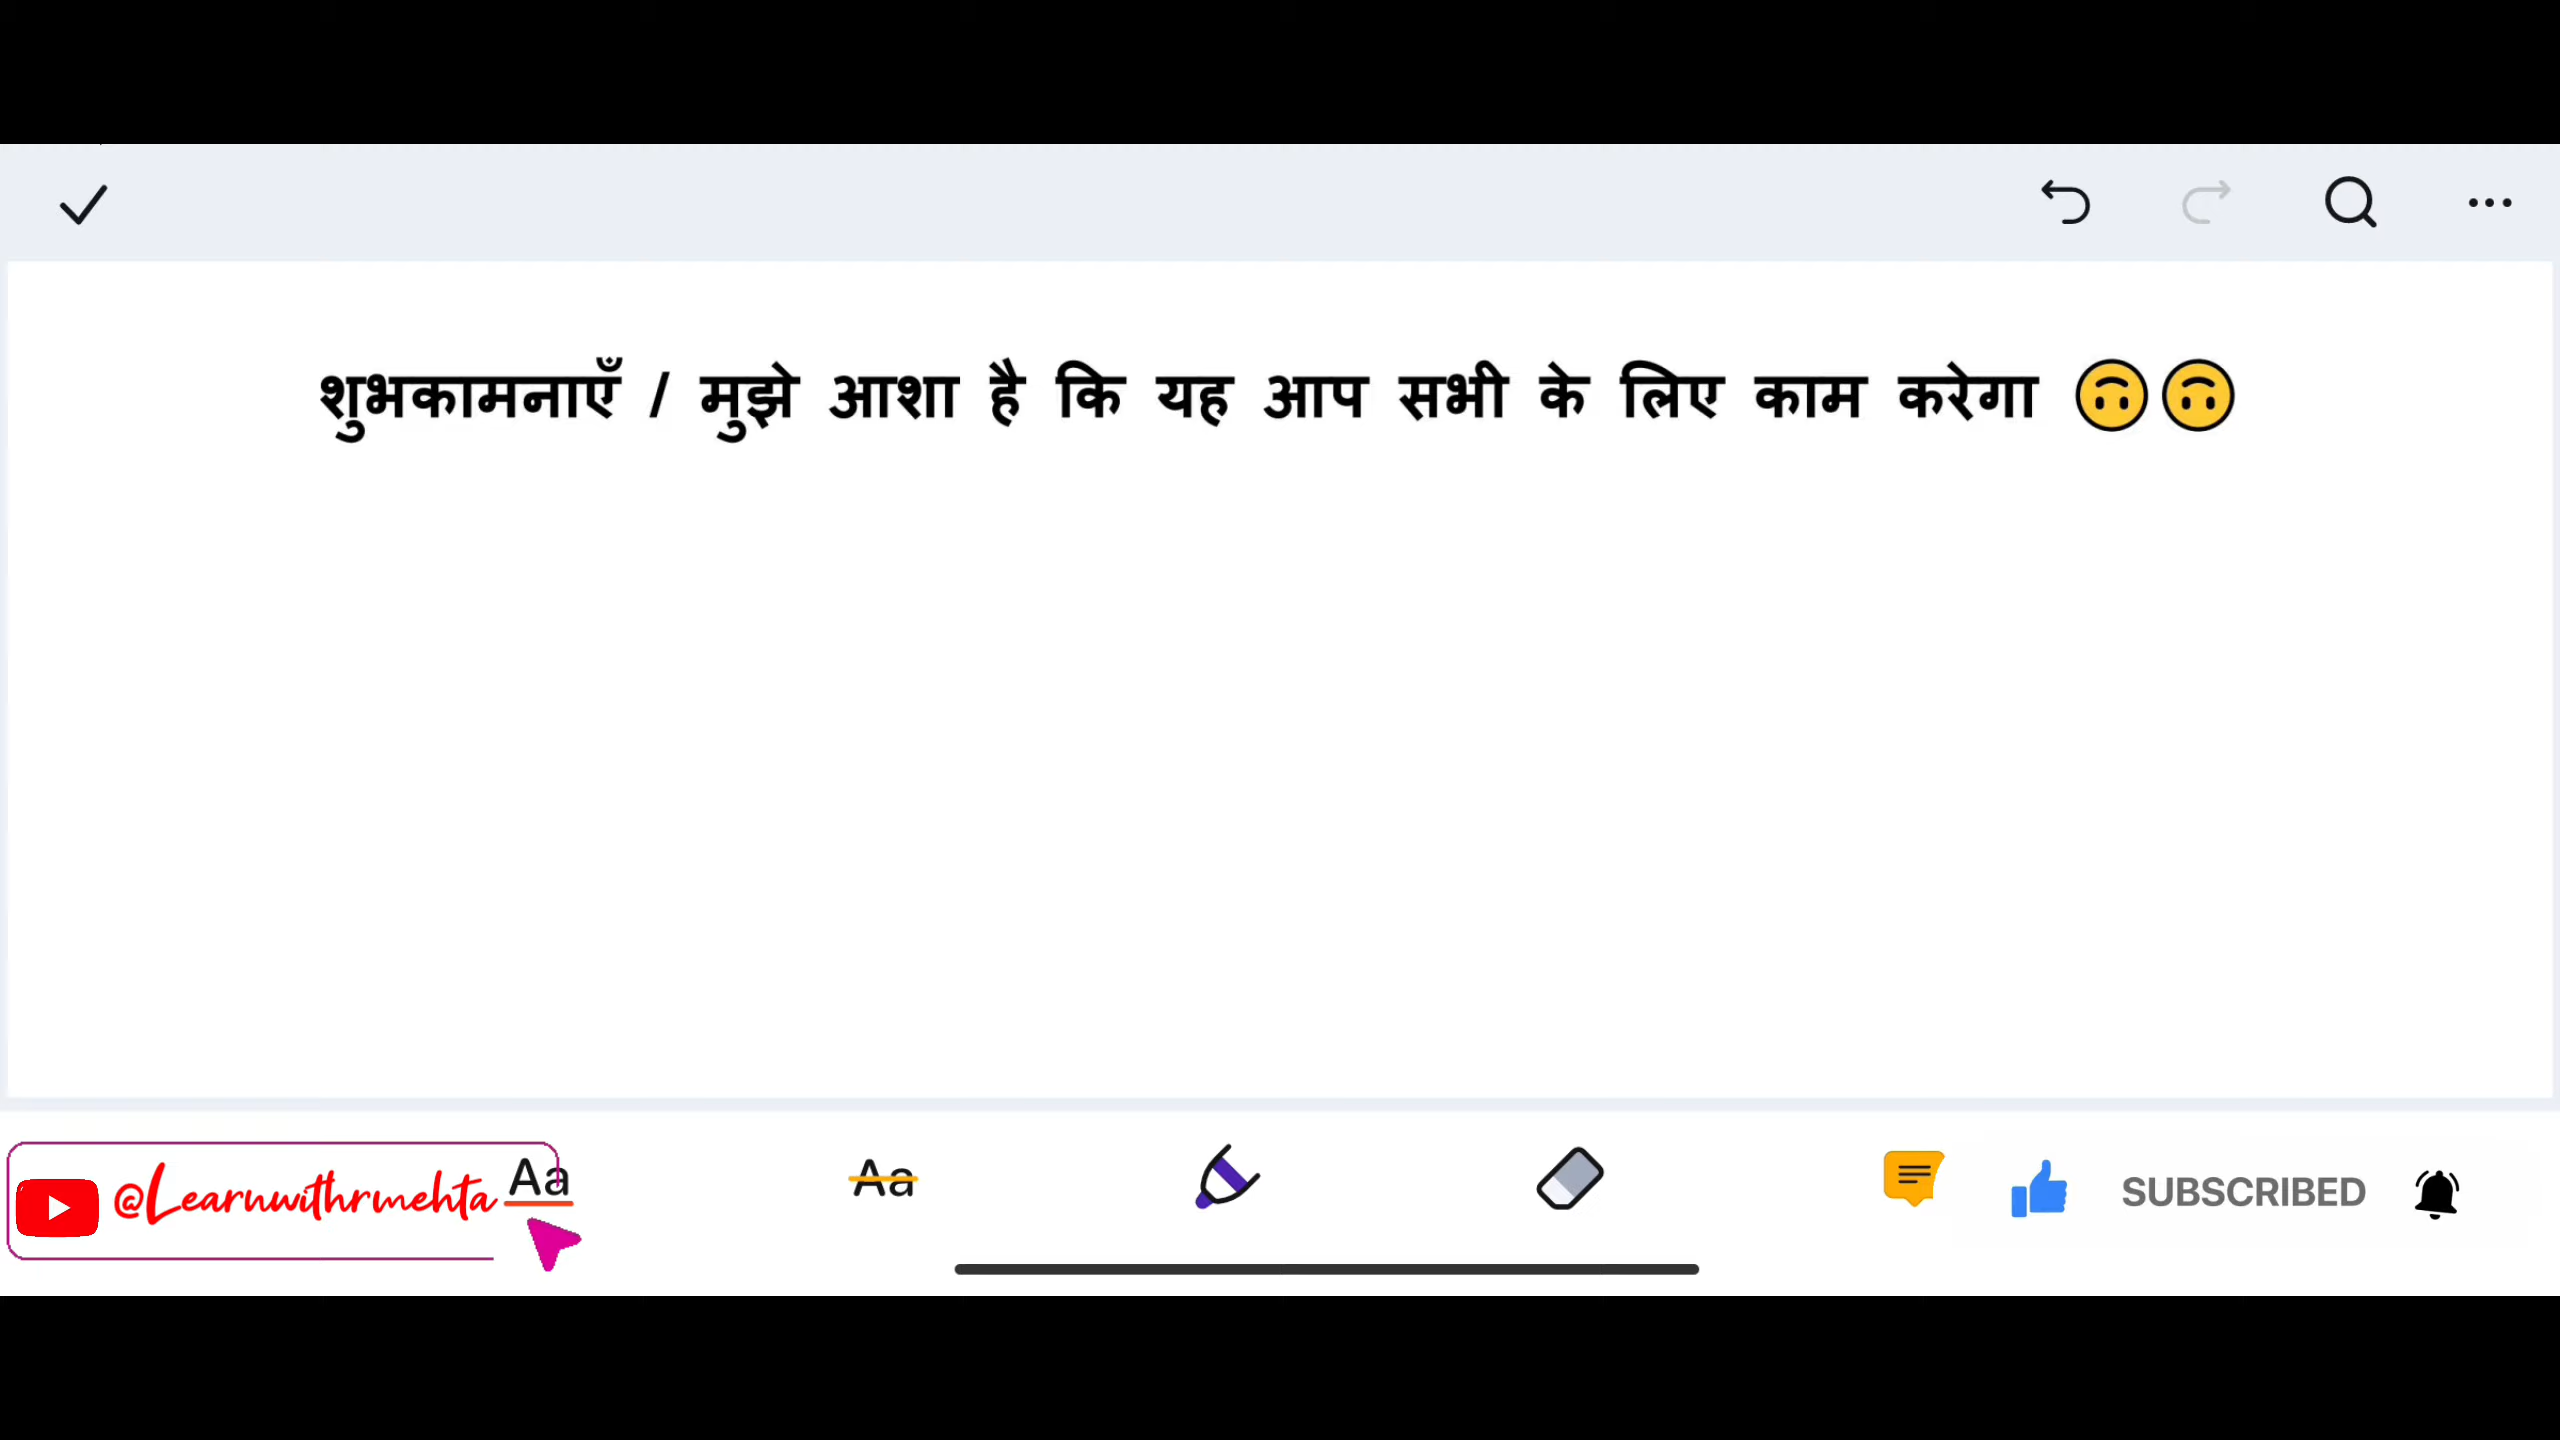 शुभकामनाएँ / मुझे आशा है कि यह आप सभी के लिए काम करेगा 🙃🙃
@Learnwithrmehta Aa Aa SUBSCRIBED